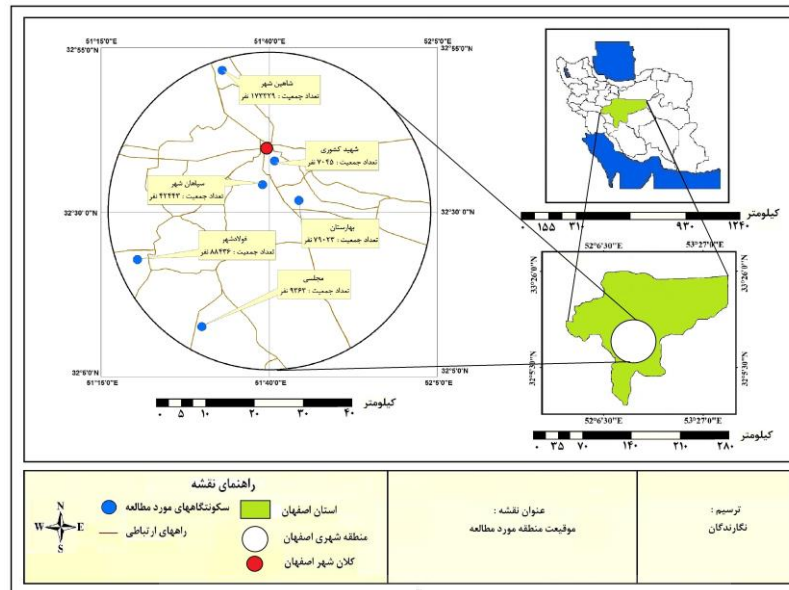 51°15'0"E
51°40'0"E
52°5'0"E
32°55'0"N
32°55'0"N
شاهین شهر
تعداد جمعیت : ۱۷۳۳۲۹ نفر
شهید کشوری
تعداد جمعیت : ۷۰۴۵ نفر
سپاهان شهر
تعداد جمعیت : ۴۲۴۴۳ نفر
32°30'0"N
32°30'0"N
بهارستان
تعداد جمعیت : ۷۹۰۲۳ نفر
فولادشهر
تعداد جمعیت : ۸۸۴۳۶ نفر
مجلسی
تعداد جمعیت : ۹۳۶۳ نفر
32°5'0"N
32°5'0"N
51°15'0"E
51°40'0"E
52°5'0"E
کیلومتر
۰ ۵ ۱۰ ۲۰ ۳۰ ۴۰
کیلومتر
۰ ۱۵۵ ۳۱۰ ۹۳۰ ۱۲۴۰
52°6'30"E
53°27'0"E
33°26'0"N
33°26'0"N
32°5'30"N
32°5'30"N
52°6'30"E
53°27'0"E
کیلومتر
۰ ۳۵ ۷۰ ۱۴۰ ۲۱۰ ۲۸۰
راهنمای نقشه
استان اصفهان
منطقه شهری اصفهان
کلان شهر اصفهان
سکونتگاههای مورد مطالعه
راههای ارتباطی
N
W E
S
عنوان نقشه :
موقعیت منطقه مورد مطالعه
ترسیم :
نگارندگان